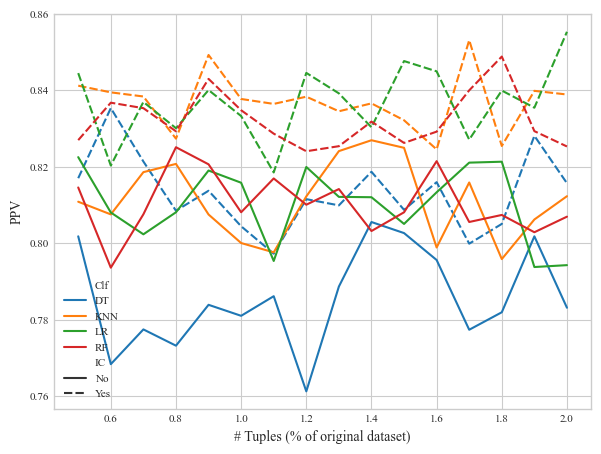 0.86
0.84
0.82
0.80
0.78
0.76
PPV
Clf
DT
KNN
LR
RF
IC
No
Yes
0.6 0.8 1.0 1.2 1.4 1.6 1.8 2.0
# Tuples (% of original dataset)